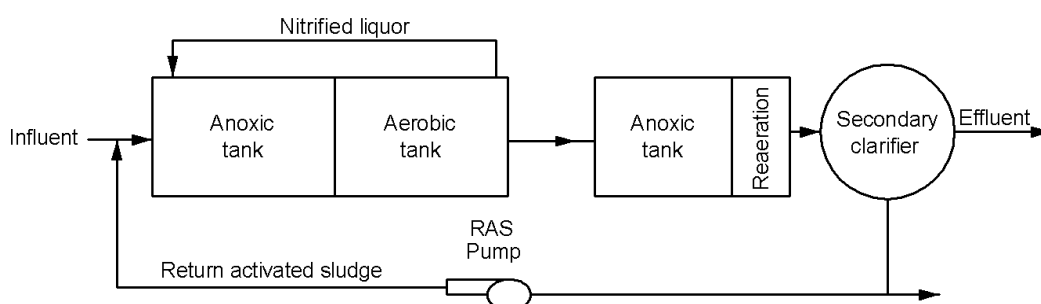 Nitrified liquor
Influent
Anoxic
tank
Aerobic
tank
Anoxic
tank
Reaeration
Secondary
clarifier
Effluent
RAS
Pump
Return activated sludge